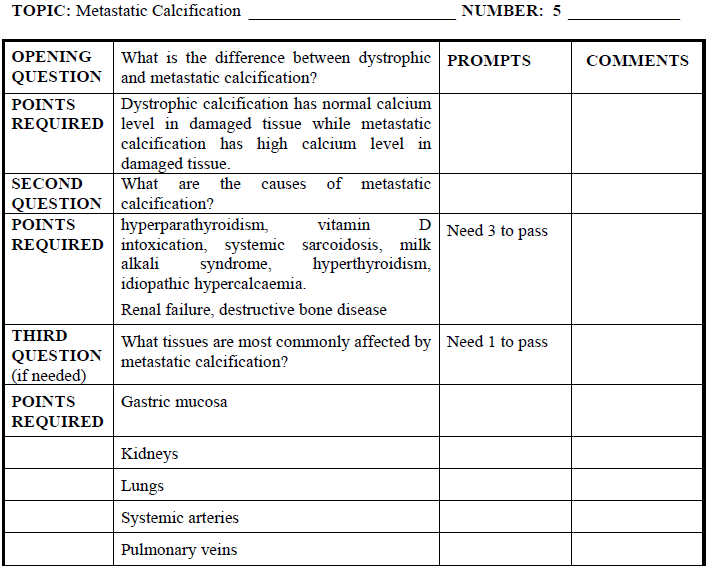 TOPIC: Metastatic Calcification NUMBER: 5
OPENING QUESTION What is the difference between dystrophic and metastatic calcification? PROMPTS COMMENTS
POINTS REQUIRED
Dystrophic calcification has normal calcium
level in damaged tissue while metastatic
calcification has high calcium level in
damaged tissue.
SECOND QUESTION
What are the causes of metastatic
calcification?
POINTS REQUIRED
hyperparathyroidism, vitamin D
intoxication, systemic sarcoidosis, milk
alkali syndrome, hyperthyroidism,
idiopathic hypercalcaemia.
Renal failure, destructive bone disease
Need 3 to pass
THIRD QUESTION (if needed)
What tissues are most commonly affected by
metastatic calcification?
Need 1 to pass
POINTS REQUIRED
Gastric mucosa
Kidneys
Lungs
Systemic arteries
Pulmonary veins